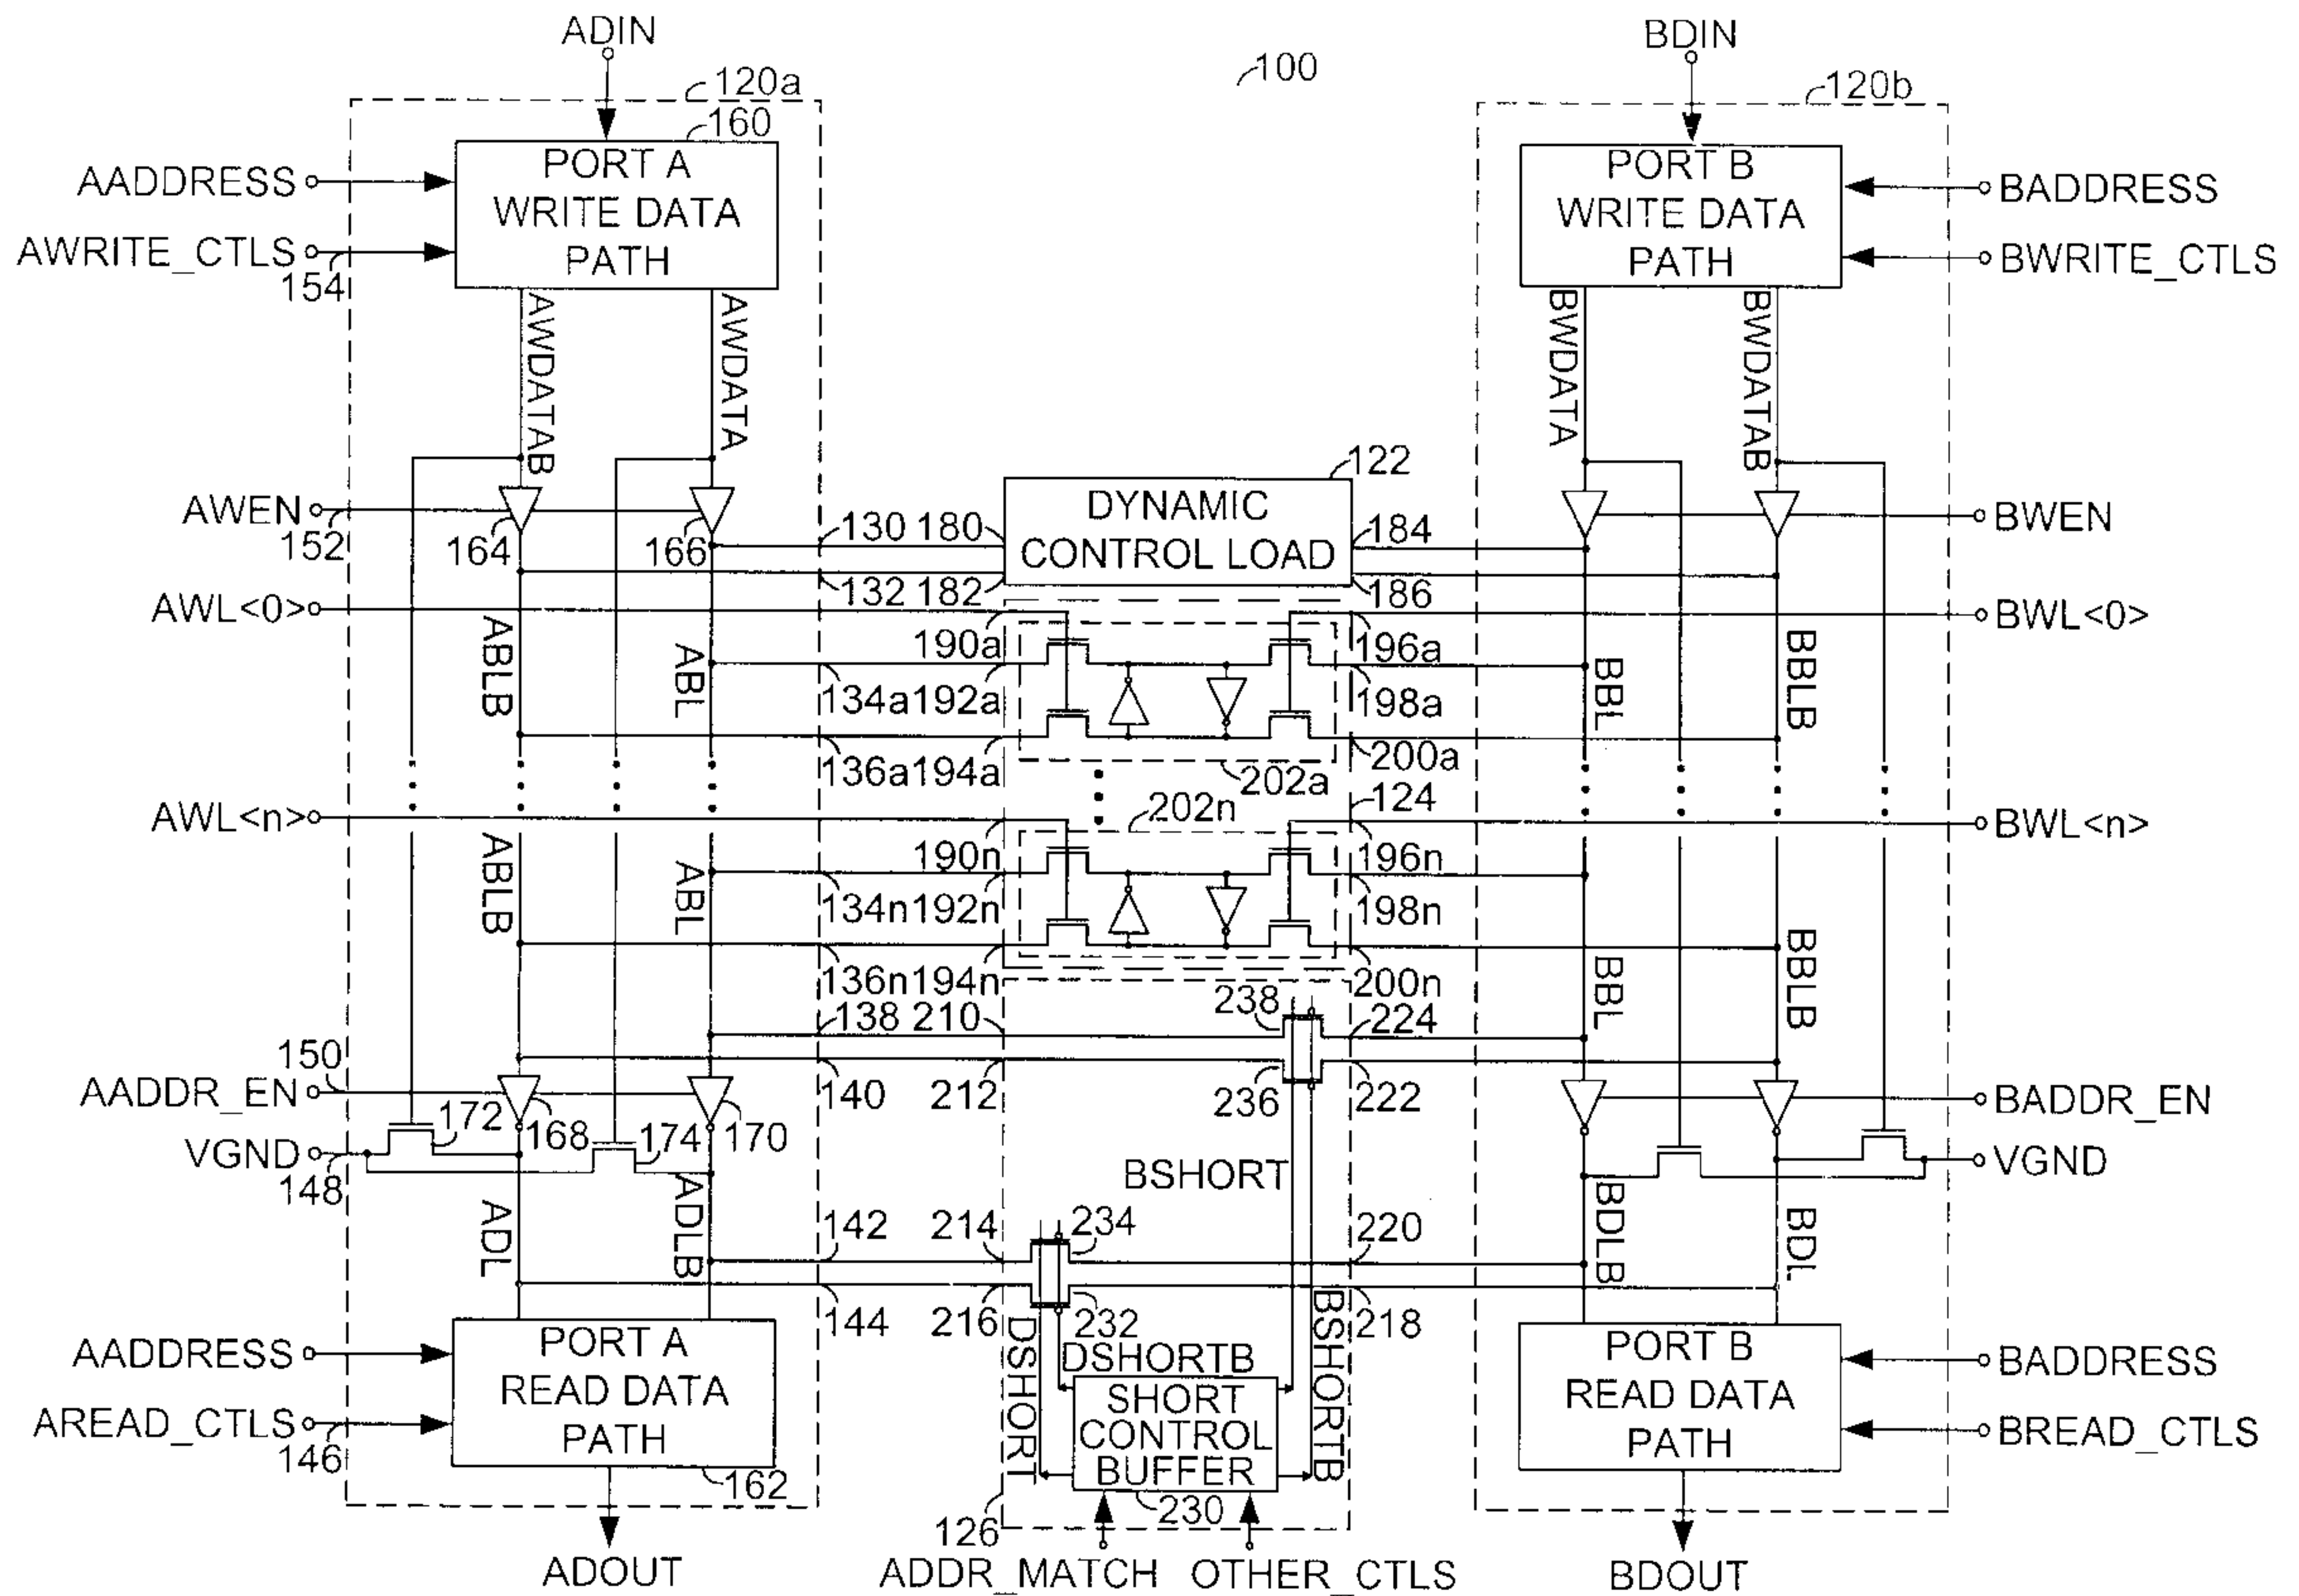 ADIN
BDIN
100
120a
120b
160
PORT A
WRITE DATA
PATH
PORT B
WRITE DATA
PATH
AADDRESS
BADDRESS
AWRITE_CTLS
154
BWRITE_CTLS
AWDATAB
AWDATA
BWDATA
BWDATAB
122
DYNAMIC
CONTROL LOAD
AWEN
152
164
166
130
180
184
BWEN
132
182
186
AWL<0>
BWL<0>
ABLB
ABL
190a
196a
BBL
BBLB
134a
192a
198a
136a
194a
202a
200a
AWL<n>
202n
124
BWL<n>
ABLB
ABL
190n
196n
134n
192n
198n
136n
194n
200n
BBL
BBLB
138
210
238
224
150
AADDR_EN
140
212
236
222
BADDR_EN
172
168
174
170
VGND
148
VGND
BSHORT
ADL
ADLB
BDLB
BDL
142
214
234
220
144
216
232
218
DSHORT
DSHORTB
BSHORTB
AADDRESS
PORT A
READ DATA
PATH
SHORT
CONTROL
BUFFER
PORT B
READ DATA
PATH
BADDRESS
AREAD_CTLS
146
BREAD_CTLS
162
230
126
ADOUT
ADDR_MATCH
OTHER_CTLS
BDOUT